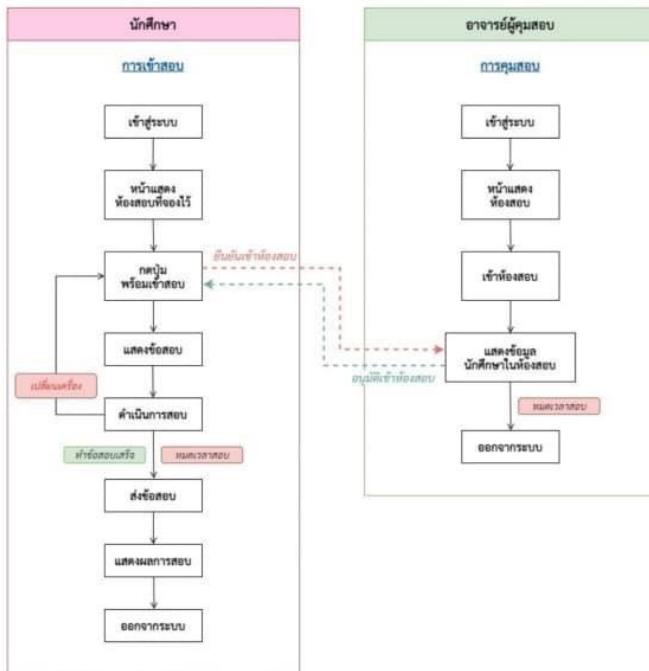 นักศึกษา
การเข้าสอบ
เข้าสู่ระบบ
หน้าแสดง
ห้องสอบที่จองไว้
กดปุ่ม
พร้อมเข้าสอบ
แสดงข้อสอบ
เปลี่ยนเครื่อง
ดำเนินการสอบ
ทำข้อสอบเสร็จ
หมดเวลาสอบ
ส่งข้อสอบ
แสดงผลการสอบ
ออกจากระบบ
ยืนยันเข้าห้องสอบ
อนุมัติเข้าห้องสอบ
อาจารย์ผู้คุมสอบ
การคุมสอบ
เข้าสู่ระบบ
หน้าแสดง
ห้องสอบ
เข้าห้องสอบ
แสดงข้อมูล
นักศึกษาในห้องสอบ
หมดเวลาสอบ
ออกจากระบบ